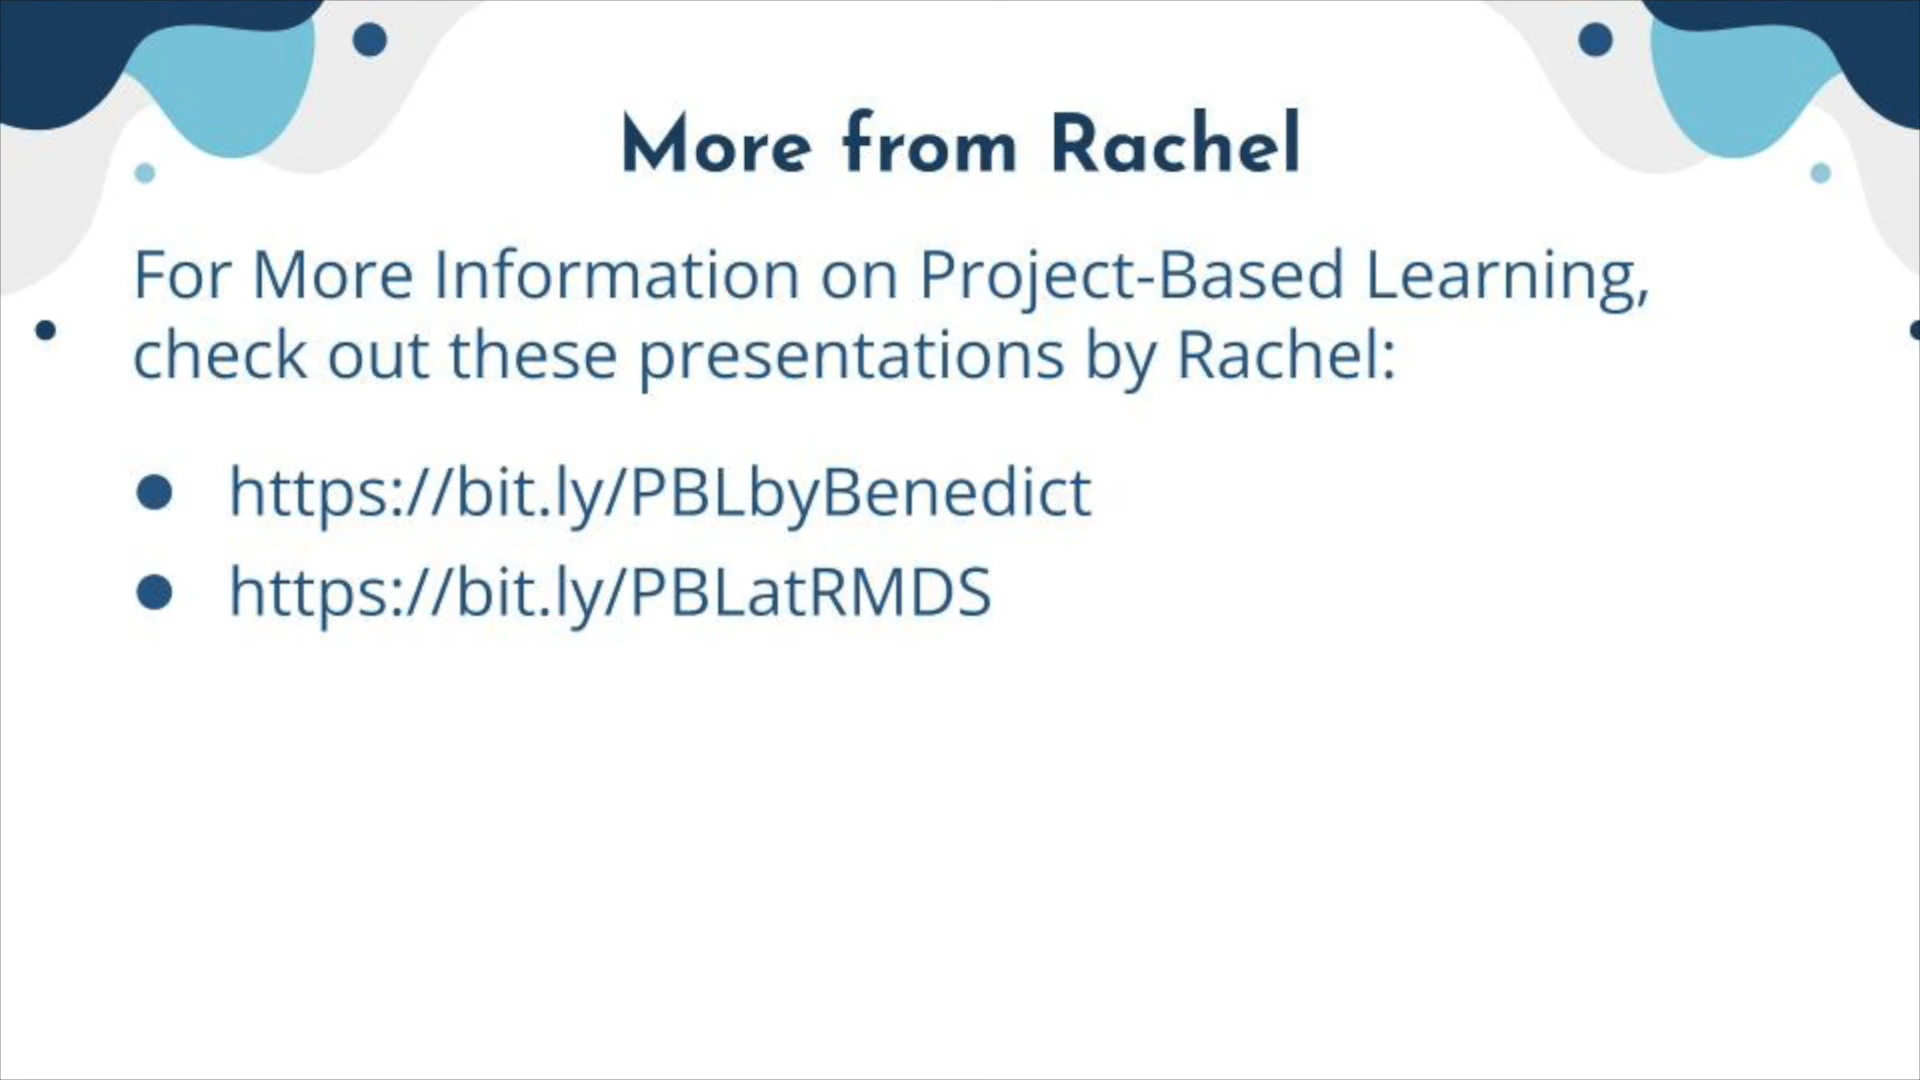 More from Rachel
For More Information on Project-Based Learning,
check out these presentations by Rachel:
● https://bit.ly/PBLbyBenedict
● https://bit.ly/PBLatRMDS